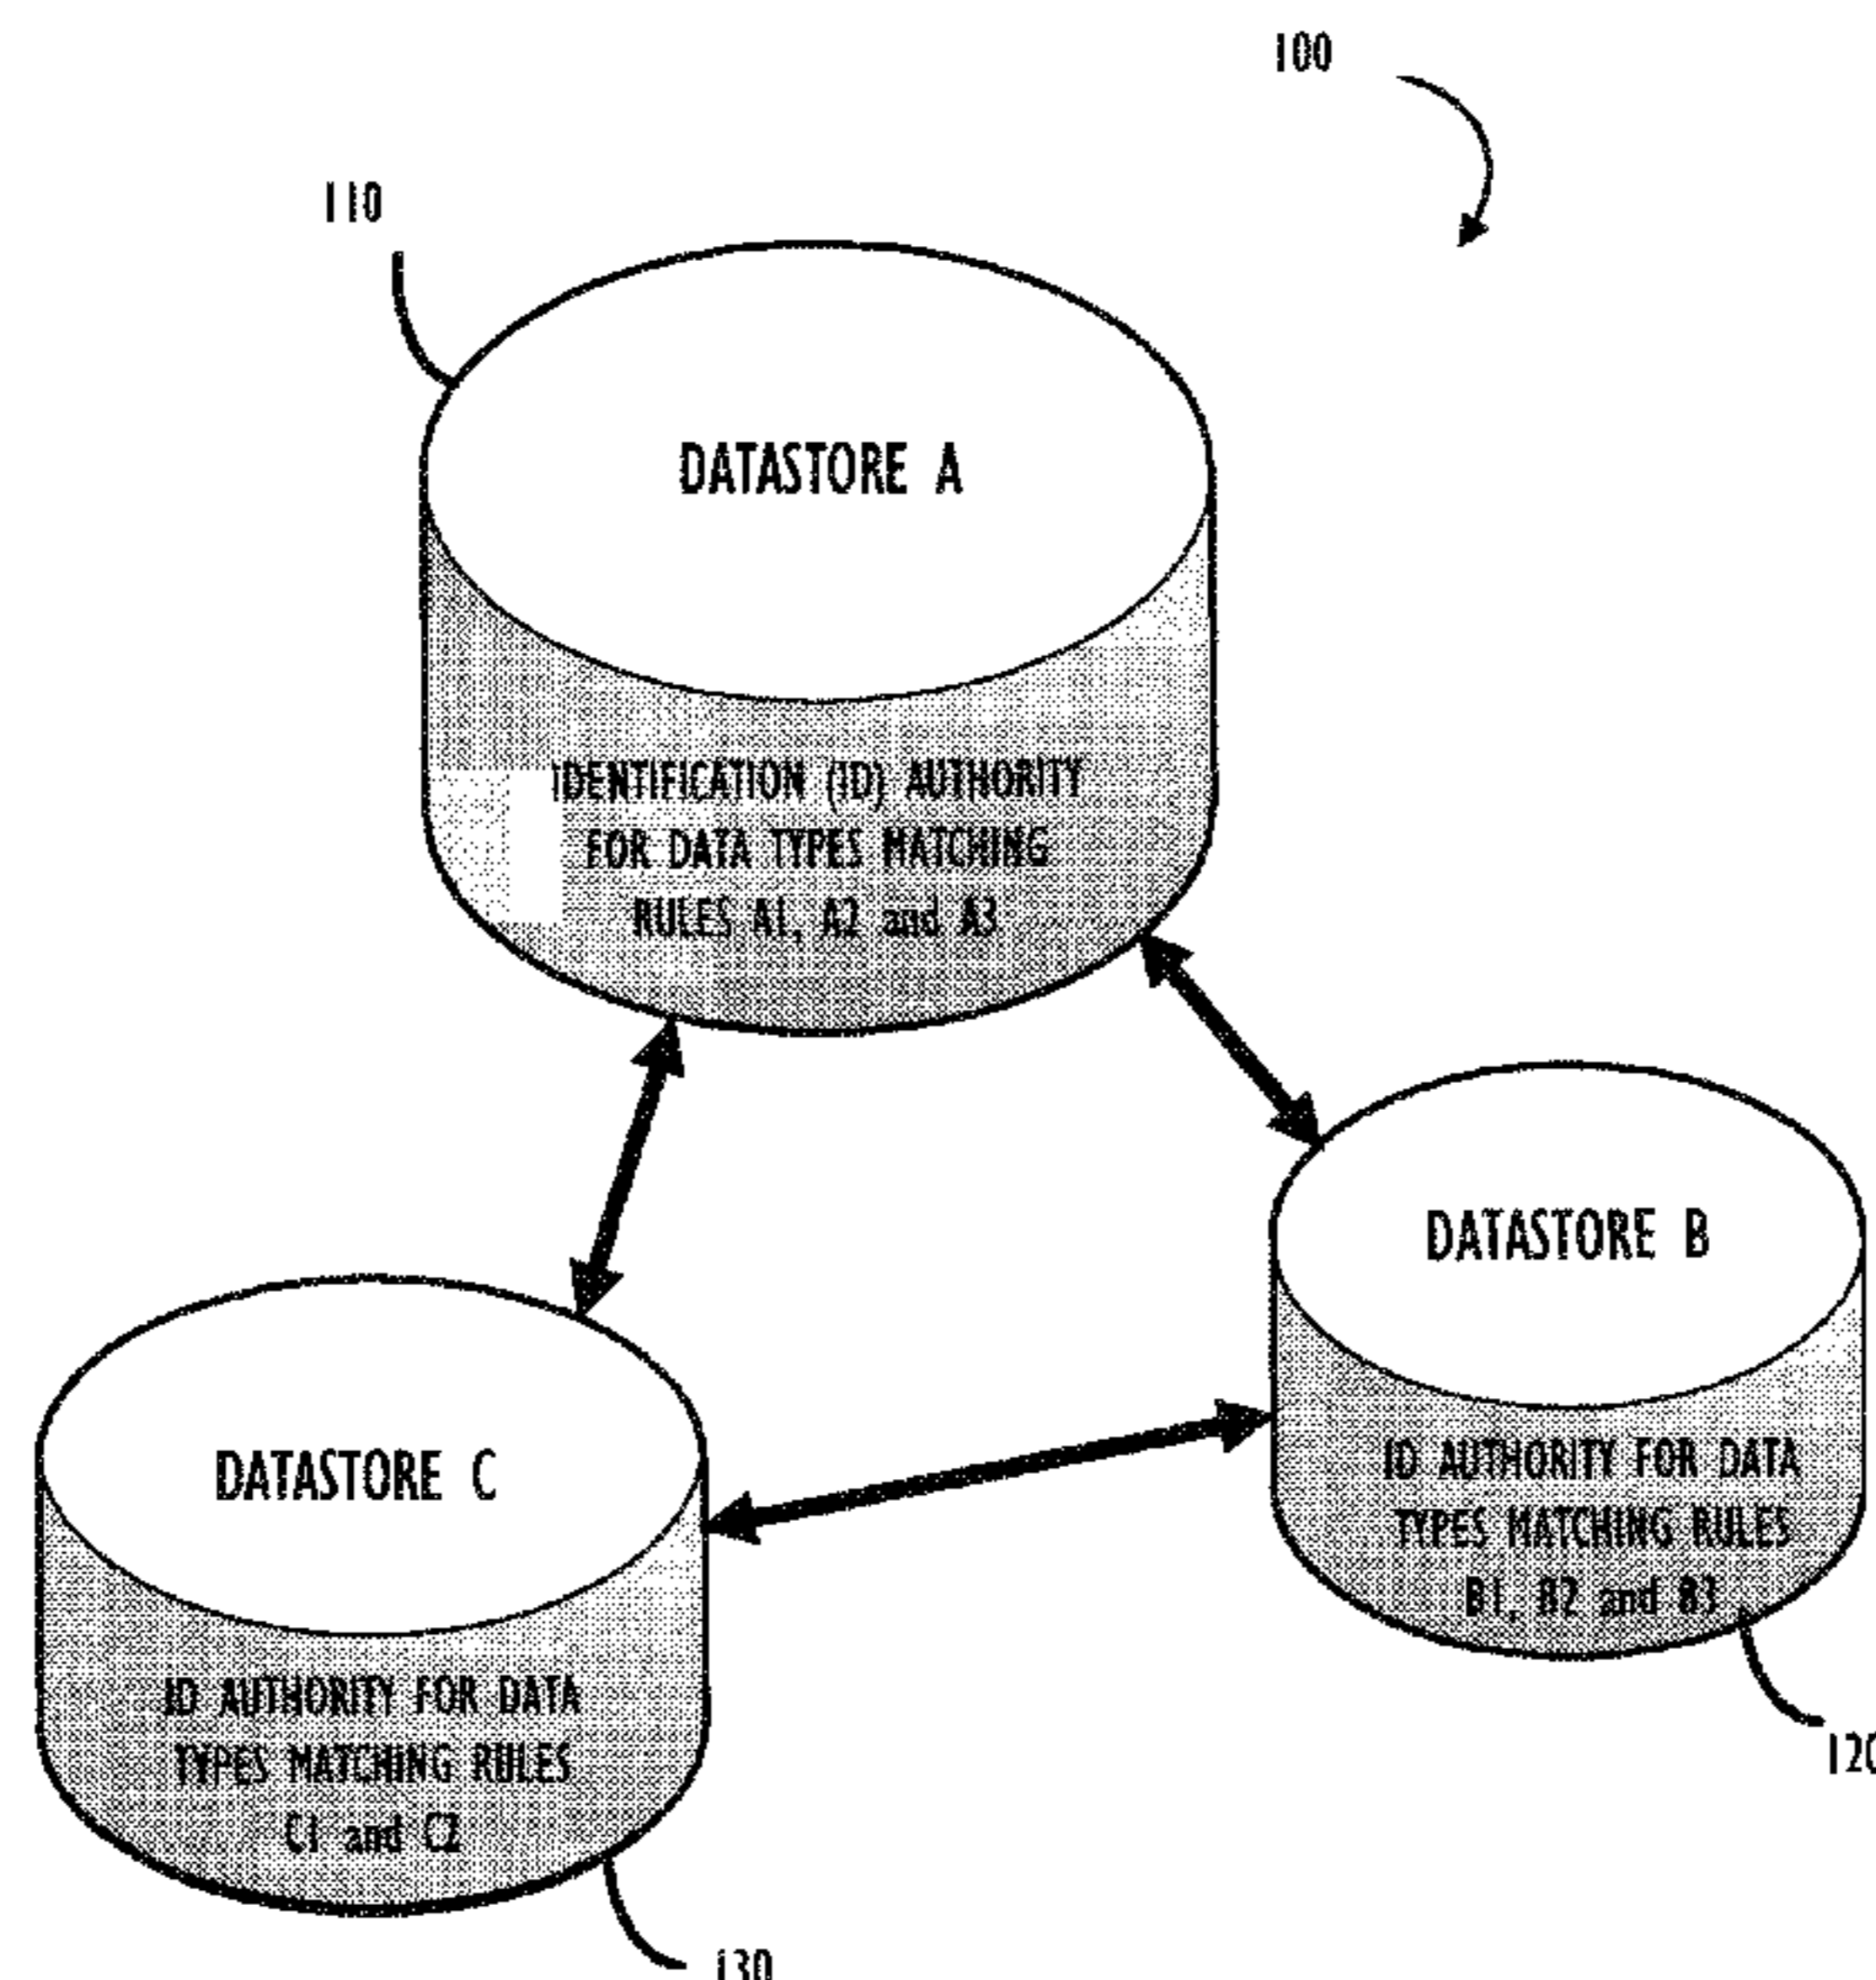 100
110
DATASTORE A
IDENTIFICATION (ID) AUTHORITY
FOR DATA TYPES MATCHING
RULES A1, A2 and A3
DATASTORE B
ID AUTHORITY FOR DATA
TYPES MATCHING RULES
B1, B2 and B3
120
DATASTORE C
ID AUTHORITY FOR DATA
TYPES MATCHING RULES
C1 and C2
130